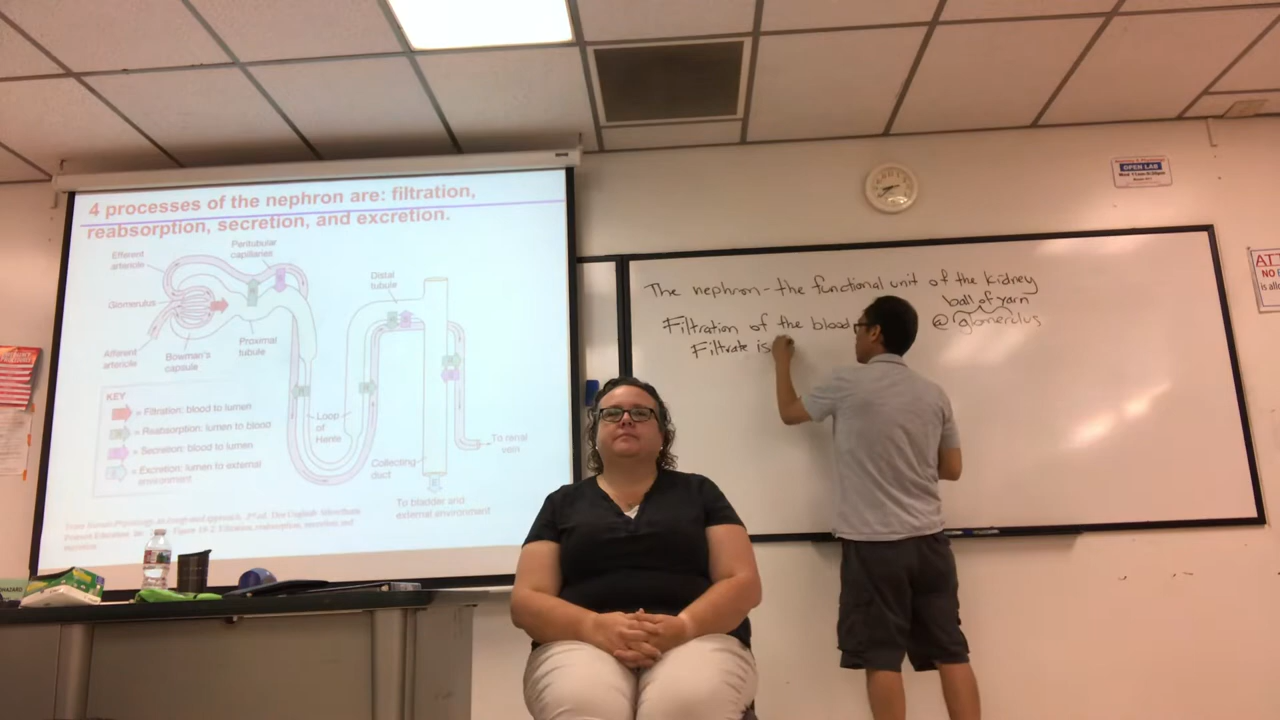 4 processes of the nephron are: filtration,
reabsorption, secretion, and excretion.
Efferent
arteriole
Peritubular
capillaries
Glomerulus
Afferent
arteriole
Bowman's
capsule
Proximal
tubule
Distal
tubule
Loop
of
Henle
Collecting
duct
To renal
vein
To bladder and
external environment
KEY
= Filtration: blood to lumen
= Reabsorption: lumen to blood
= Secretion: blood to lumen
= Excretion: lumen to external
environment
The nephron - the functional unit of the kidney
ball of yarn
Filtration of the blood @ glomerulus
Filtrate is
OPEN LAB